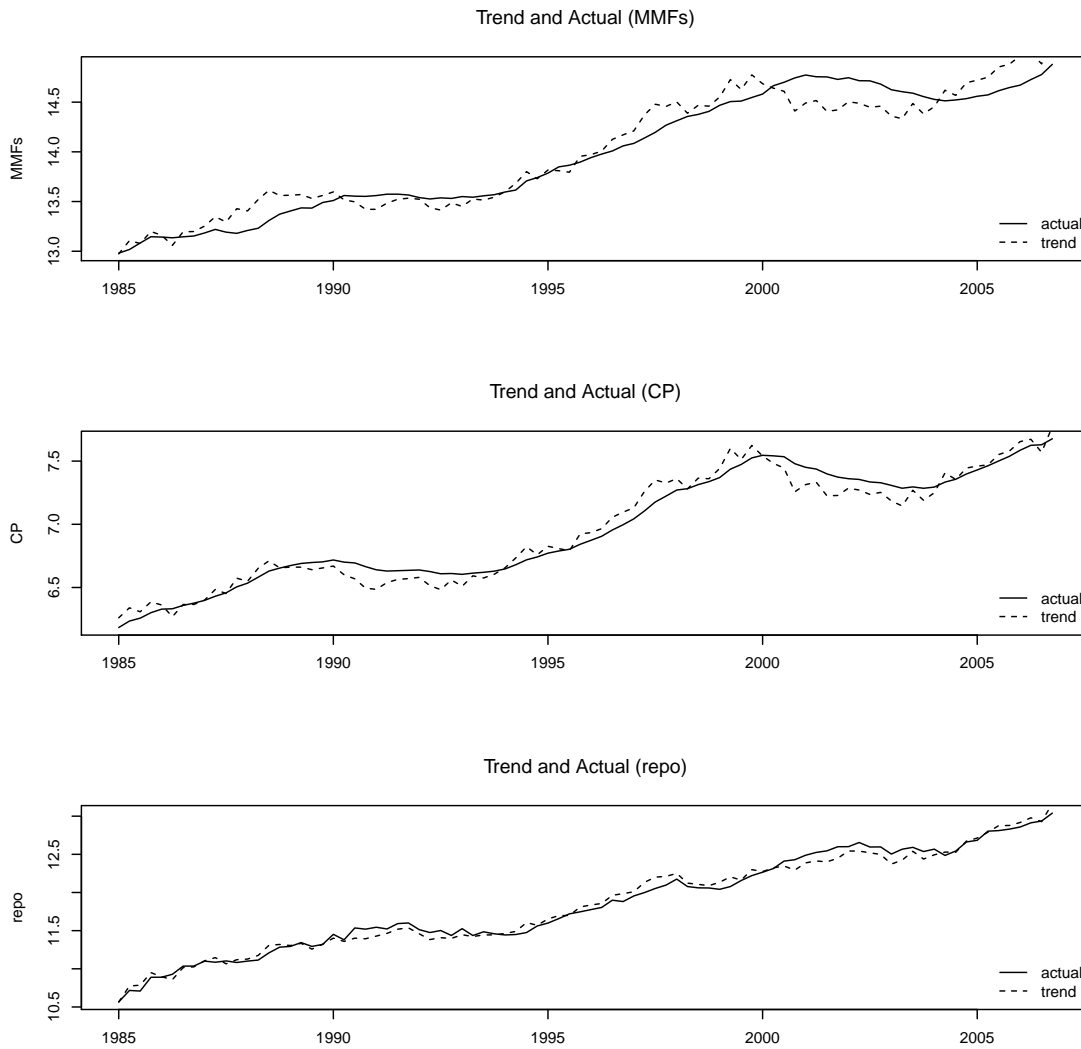 Trend and Actual (MMFs)
MMFs
14.5
14.0
13.5
13.0
actual
trend
1985 1990 1995 2000 2005
Trend and Actual (CP)
CP
7.5
7.0
6.5
actual
trend
1985 1990 1995 2000 2005
Trend and Actual (repo)
repo
12.5
11.5
10.5
actual
trend
1985 1990 1995 2000 2005